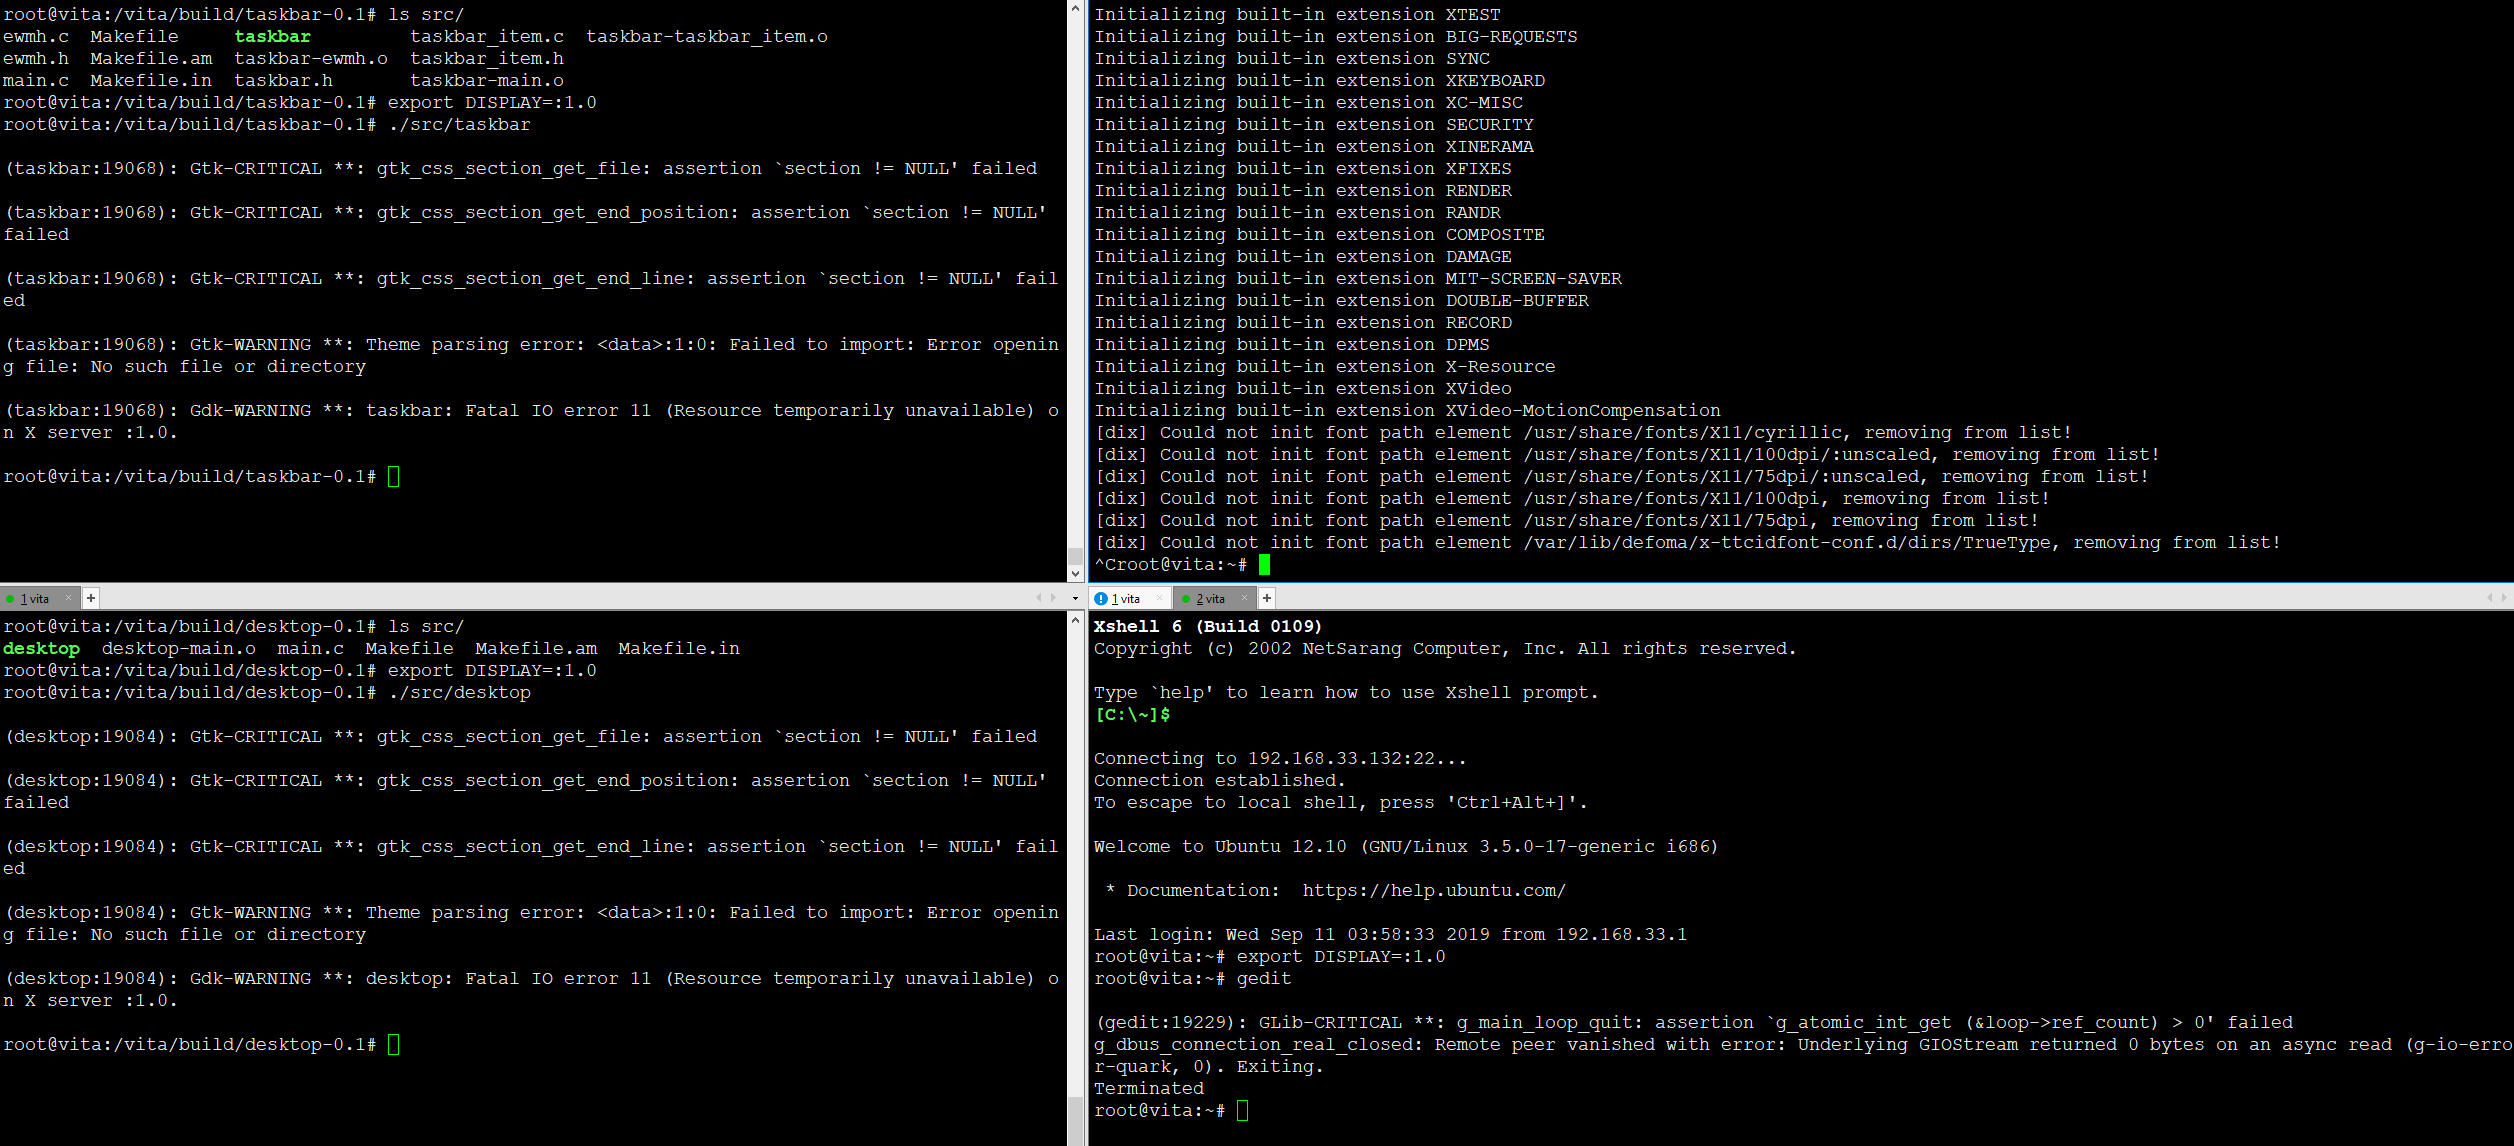 root@vita:/vita/build/taskbar-0.1# ls src/
ewmh.c  Makefile     taskbar         taskbar_item.c  taskbar-taskbar_item.o
ewmh.h  Makefile.am  taskbar-ewmh.o  taskbar_item.h
main.c  Makefile.in  taskbar.h       taskbar-main.o
root@vita:/vita/build/taskbar-0.1# export DISPLAY=:1.0
root@vita:/vita/build/taskbar-0.1# ./src/taskbar
(taskbar:19068): Gtk-CRITICAL **: gtk_css_section_get_file: assertion `section != NULL' failed
(taskbar:19068): Gtk-CRITICAL **: gtk_css_section_get_end_position: assertion `section != NULL'
failed
(taskbar:19068): Gtk-CRITICAL **: gtk_css_section_get_end_line: assertion `section != NULL' fail
ed
(taskbar:19068): Gtk-WARNING **: Theme parsing error: <data>:1:0: Failed to import: Error openin
g file: No such file or directory
(taskbar:19068): Gdk-WARNING **: taskbar: Fatal IO error 11 (Resource temporarily unavailable) o
n X server :1.0.
root@vita:/vita/build/taskbar-0.1#
Initializing built-in extension XTEST
Initializing built-in extension BIG-REQUESTS
Initializing built-in extension SYNC
Initializing built-in extension XKEYBOARD
Initializing built-in extension XC-MISC
Initializing built-in extension SECURITY
Initializing built-in extension XINERAMA
Initializing built-in extension XFIXES
Initializing built-in extension RENDER
Initializing built-in extension RANDR
Initializing built-in extension COMPOSITE
Initializing built-in extension DAMAGE
Initializing built-in extension MIT-SCREEN-SAVER
Initializing built-in extension DOUBLE-BUFFER
Initializing built-in extension RECORD
Initializing built-in extension DPMS
Initializing built-in extension X-Resource
Initializing built-in extension XVideo
Initializing built-in extension XVideo-MotionCompensation
[dix] Could not init font path element /usr/share/fonts/X11/cyrillic, removing from list!
[dix] Could not init font path element /usr/share/fonts/X11/100dpi/:unscaled, removing from list!
[dix] Could not init font path element /usr/share/fonts/X11/75dpi/:unscaled, removing from list!
[dix] Could not init font path element /usr/share/fonts/X11/100dpi, removing from list!
[dix] Could not init font path element /usr/share/fonts/X11/75dpi, removing from list!
[dix] Could not init font path element /var/lib/defoma/x-ttcidfont-conf.d/dirs/TrueType, removing from list!
^Croot@vita:~#
1 vita × +
1 vita × 2 vita × +
root@vita:/vita/build/desktop-0.1# ls src/
desktop  desktop-main.o  main.c  Makefile  Makefile.am  Makefile.in
root@vita:/vita/build/desktop-0.1# export DISPLAY=:1.0
root@vita:/vita/build/desktop-0.1# ./src/desktop
(desktop:19084): Gtk-CRITICAL **: gtk_css_section_get_file: assertion `section != NULL' failed
(desktop:19084): Gtk-CRITICAL **: gtk_css_section_get_end_position: assertion `section != NULL'
failed
(desktop:19084): Gtk-CRITICAL **: gtk_css_section_get_end_line: assertion `section != NULL' fail
ed
(desktop:19084): Gtk-WARNING **: Theme parsing error: <data>:1:0: Failed to import: Error openin
g file: No such file or directory
(desktop:19084): Gdk-WARNING **: desktop: Fatal IO error 11 (Resource temporarily unavailable) o
n X server :1.0.
root@vita:/vita/build/desktop-0.1#
Xshell 6 (Build 0109)
Copyright (c) 2002 NetSarang Computer, Inc. All rights reserved.
Type `help' to learn how to use Xshell prompt.
[C:\~]$
Connecting to 192.168.33.132:22...
Connection established.
To escape to local shell, press 'Ctrl+Alt+]'.
Welcome to Ubuntu 12.10 (GNU/Linux 3.5.0-17-generic i686)
* Documentation:  https://help.ubuntu.com/
Last login: Wed Sep 11 03:58:33 2019 from 192.168.33.1
root@vita:~# export DISPLAY=:1.0
root@vita:~# gedit
(gedit:19229): GLib-CRITICAL **: g_main_loop_quit: assertion `g_atomic_int_get (&loop->ref_count) > 0' failed
g_dbus_connection_real_closed: Remote peer vanished with error: Underlying GIOStream returned 0 bytes on an async read (g-io-erro
r-quark, 0). Exiting.
Terminated
root@vita:~#